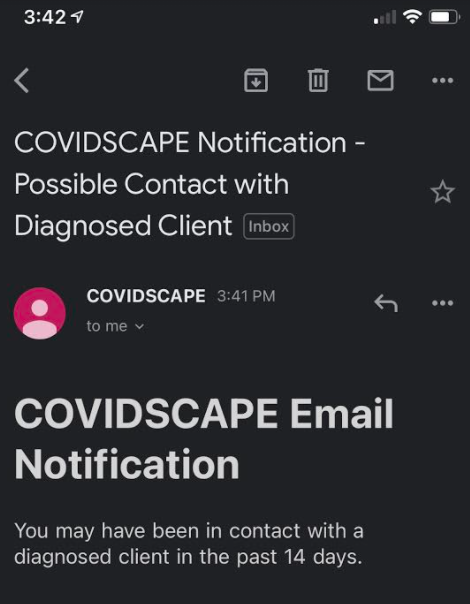 3:42
COVIDSCAPE Notification -
Possible Contact with
Diagnosed Client Inbox
COVIDSCAPE 3:41 PM
to me
COVIDSCAPE Email
Notification
You may have been in contact with a
diagnosed client in the past 14 days.